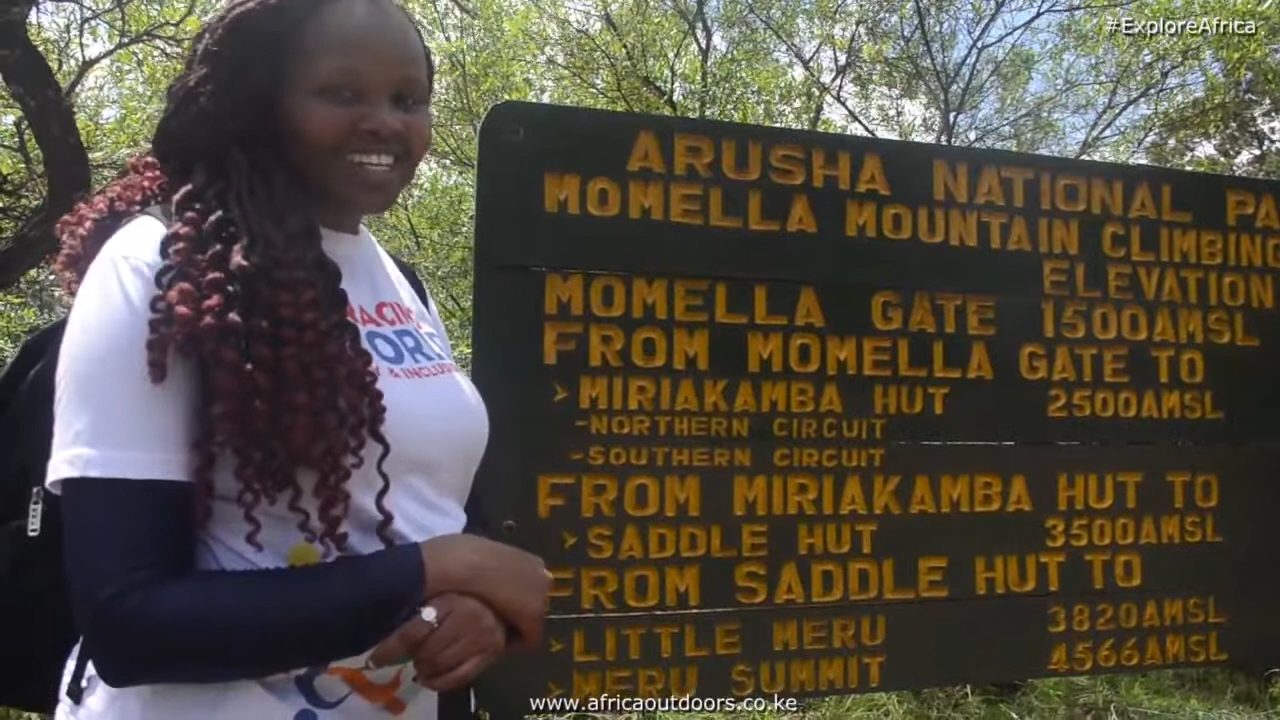 #ExploreAfrica
ARUSHA NATIONAL PA
MOMELLA MOUNTAIN CLIMBING
ELEVATION
MOMELLA GATE 1500AMSL
FROM MOMELLA GATE TO
>MIRIAKAMBA HUT 2500AMSL
-NORTHERN CIRCUIT
-SOUTHERN CIRCUIT
FROM MIRIAKAMBA HUT TO
>SADDLE HUT 3500AMSL
FROM SADDLE HUT TO
>LITTLE MERU 3820AMSL
>MERU SUMMIT 4566AMSL
www.africaoutdoors.co.ke